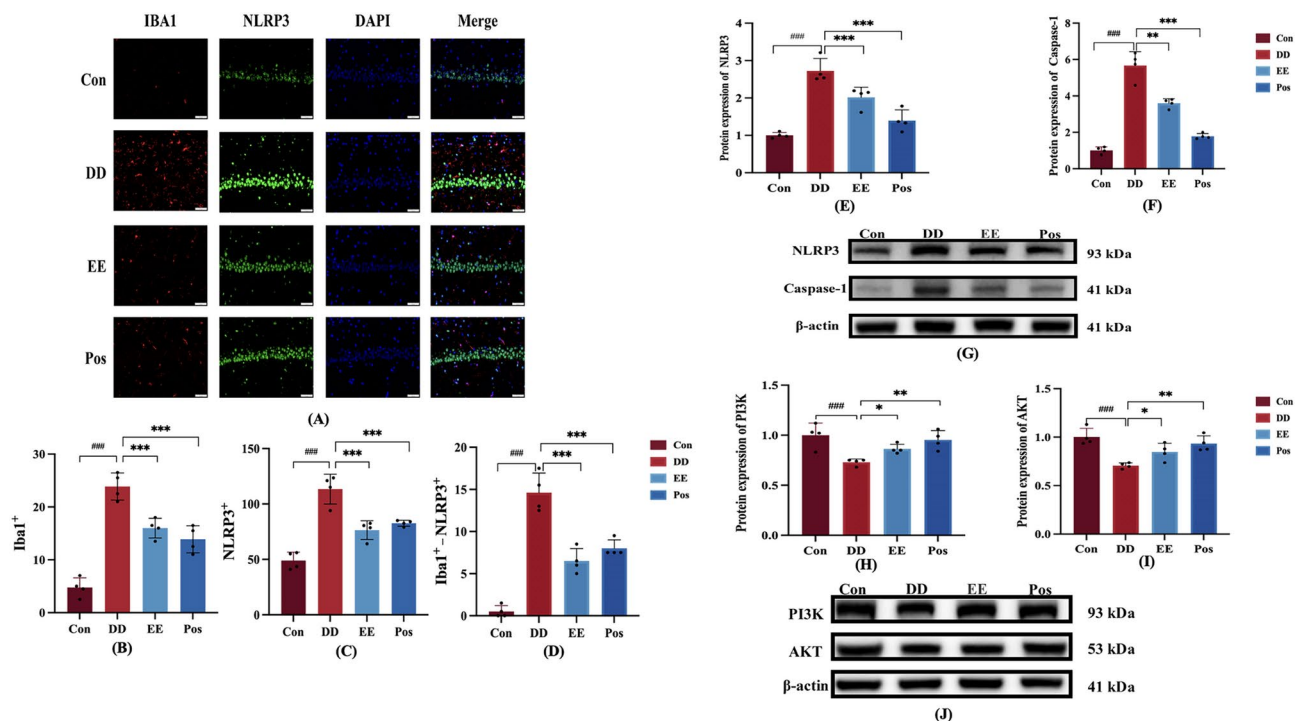 IBA1 NLRP3 DAPI Merge
Con
DD
EE
Pos
(A)
Iba1⁺
30
20
10
0
###
***
***
Con DD EE Pos
(B)
NLRP3⁺
150
100
50
0
###
***
***
Con DD EE Pos
(C)
Iba1⁺–NLRP3⁺
15
10
5
0
###
***
***
Con DD EE Pos
(D)
Con
DD
EE
Pos
Protein expression of NLRP3
4
3
2
1
0
###
***
***
Con DD EE Pos
(E)
Protein expression of Caspase-1
8
6
4
2
0
###
**
***
Con DD EE Pos
(F)
Con
DD
EE
Pos
Con DD EE Pos
NLRP3 93 kDa
Caspase-1 41 kDa
β-actin 41 kDa
(G)
Protein expression of PI3K
1.5
1.0
0.5
0.0
###
*
**
Con DD EE Pos
(H)
Protein expression of AKT
1.5
1.0
0.5
0.0
###
*
**
Con DD EE Pos
(I)
Con
DD
EE
Pos
Con DD EE Pos
PI3K 93 kDa
AKT 53 kDa
β-actin 41 kDa
(J)